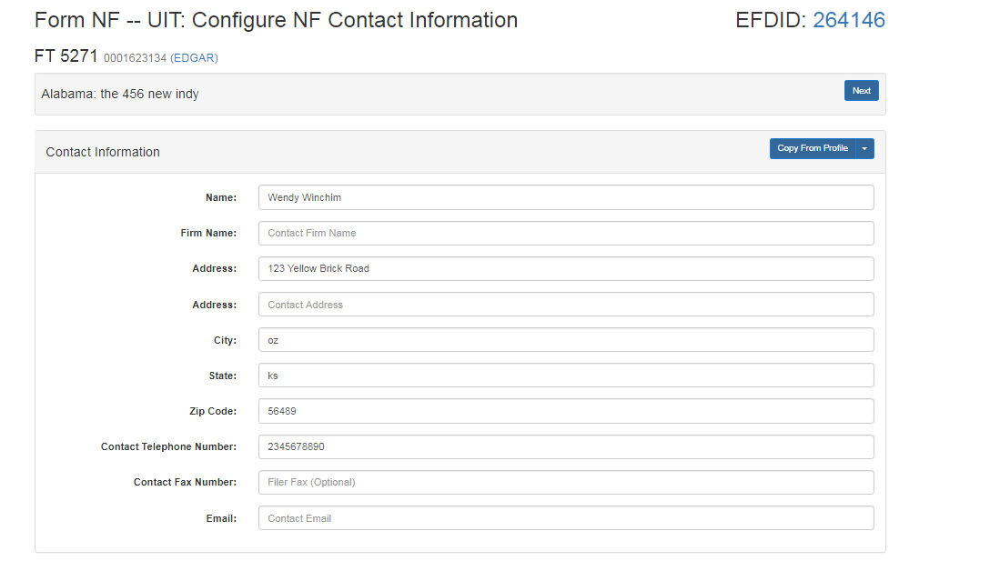 Form NF -- UIT: Configure NF Contact Information EFDID: 264146
FT 5271 0001623134 (EDGAR)
Alabama: the 456 new indy Next
Contact Information Copy From Profile
Name: Wendy Winchim
Firm Name: Contact Firm Name
Address: 123 Yellow Brick Road
Address: Contact Address
City: oz
State: ks
Zip Code: 56489
Contact Telephone Number: 2345678890
Contact Fax Number: Filer Fax (Optional)
Email: Contact Email